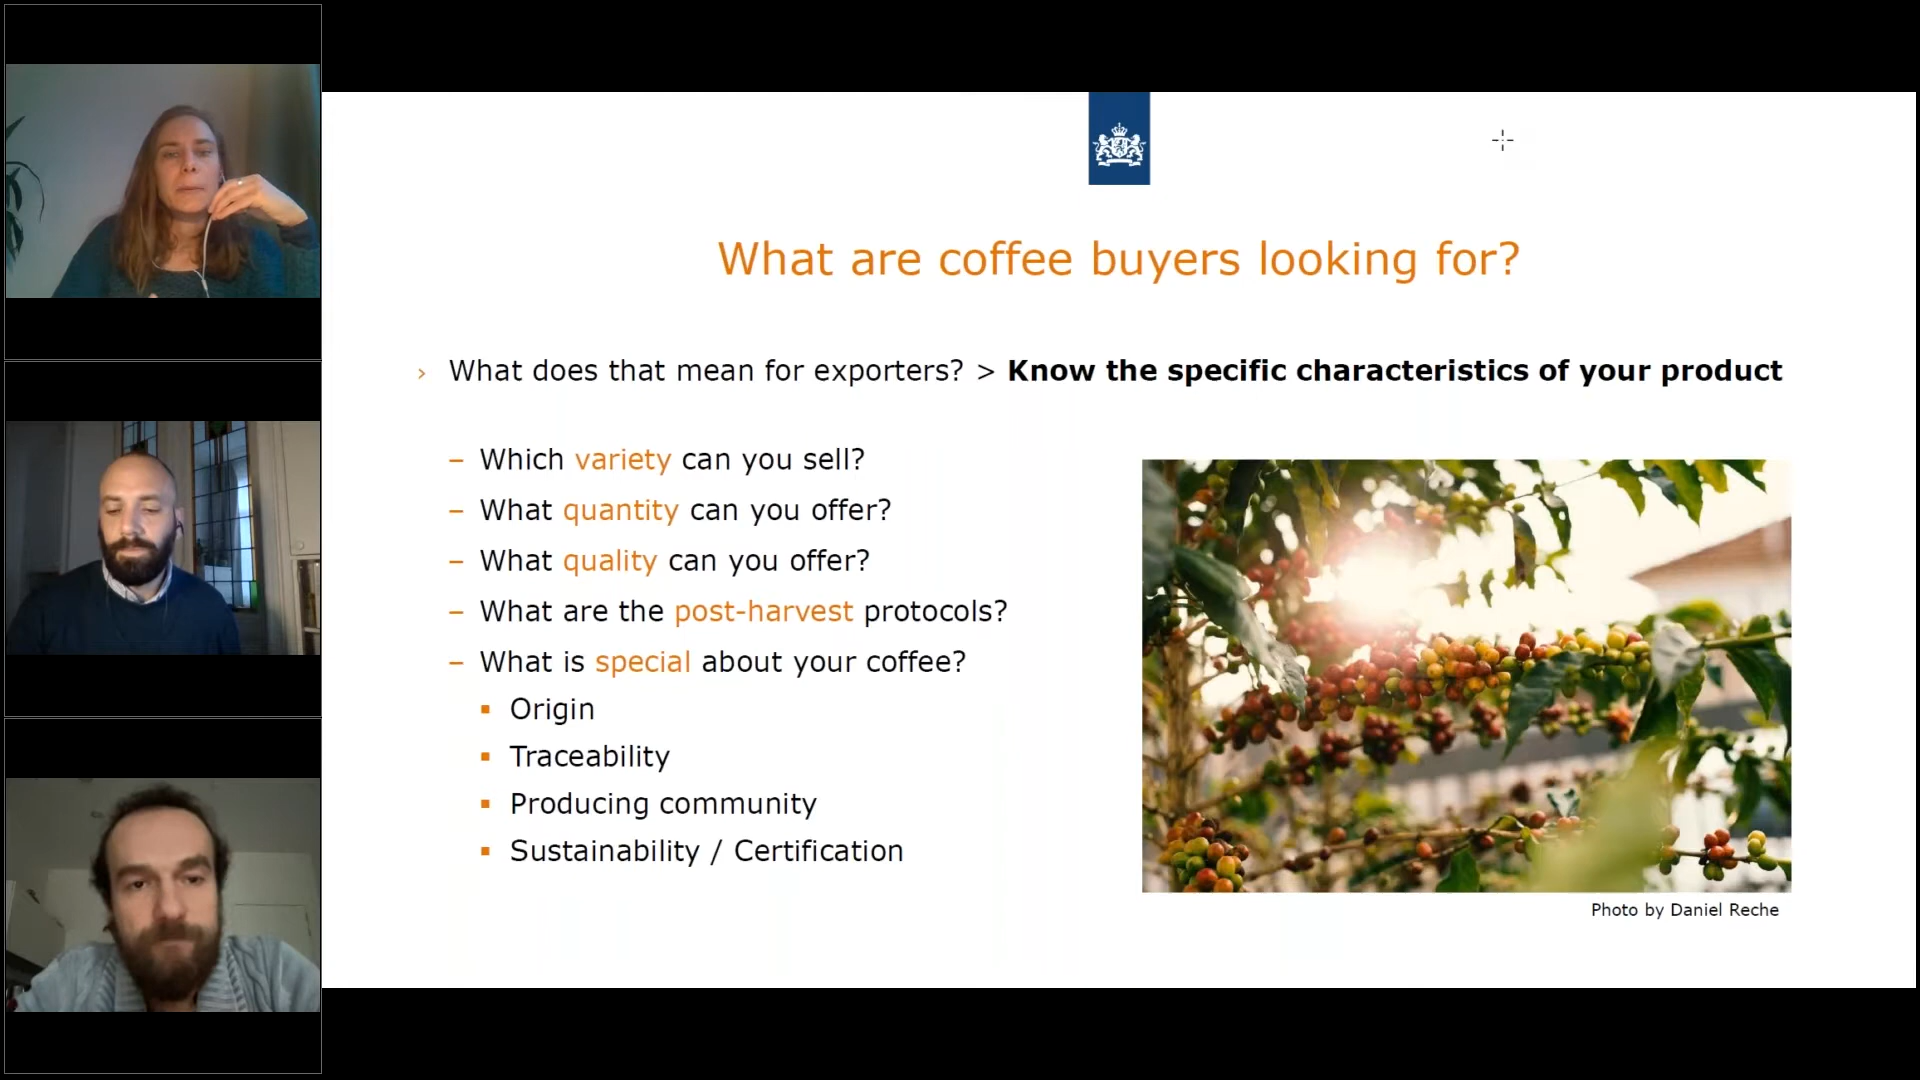 What are coffee buyers looking for?
› What does that mean for exporters? > Know the specific characteristics of your product
– Which variety can you sell?
– What quantity can you offer?
– What quality can you offer?
– What are the post-harvest protocols?
– What is special about your coffee?
▪ Origin
▪ Traceability
▪ Producing community
▪ Sustainability / Certification
Photo by Daniel Reche